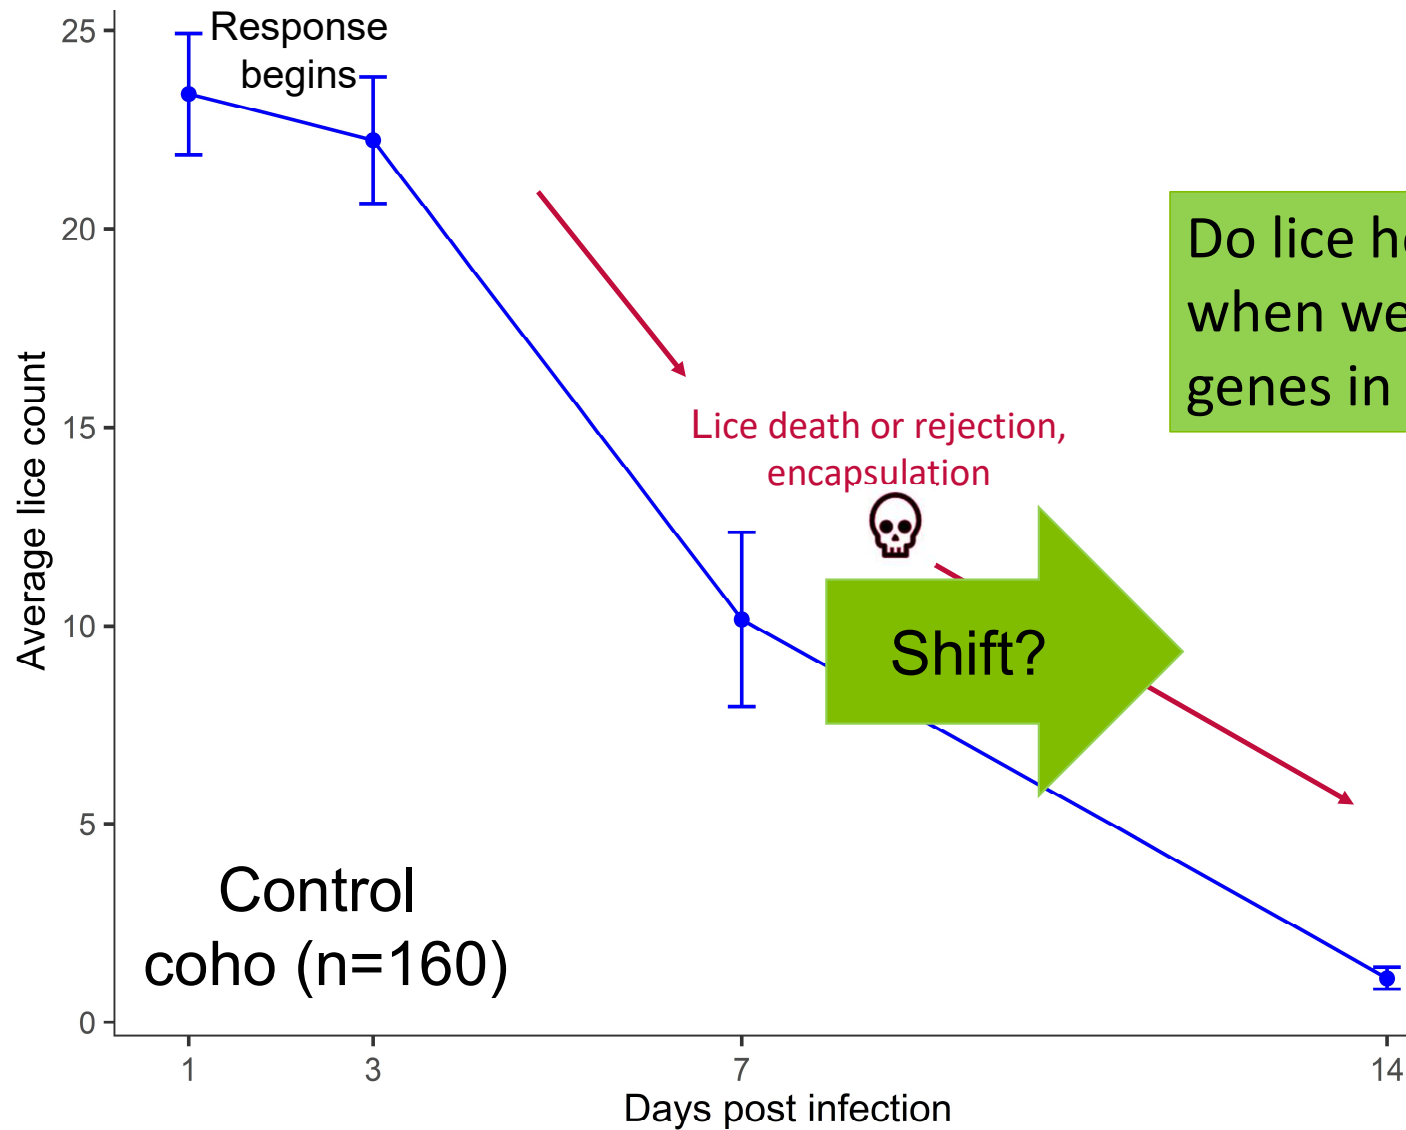 Response
begins
25
20
15
10
5
0
Average lice count
Do lice
when we
genes in
Lice death or rejection,
encapsulation
Shift?
Control
coho (n=160)
1 3 7 14
Days post infection